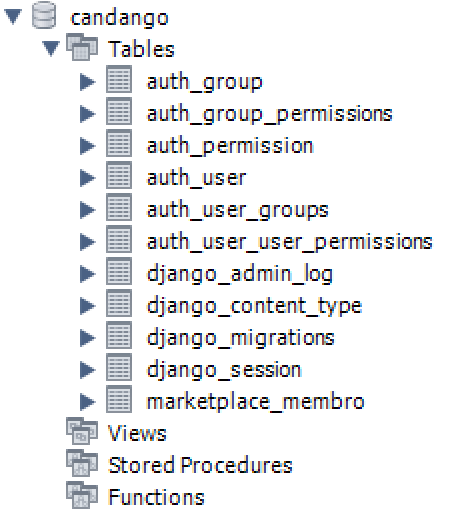 candango
Tables
auth_group
auth_group_permissions
auth_permission
auth_user
auth_user_groups
auth_user_user_permissions
django_admin_log
django_content_type
django_migrations
django_session
marketplace_membro
Views
Stored Procedures
Functions